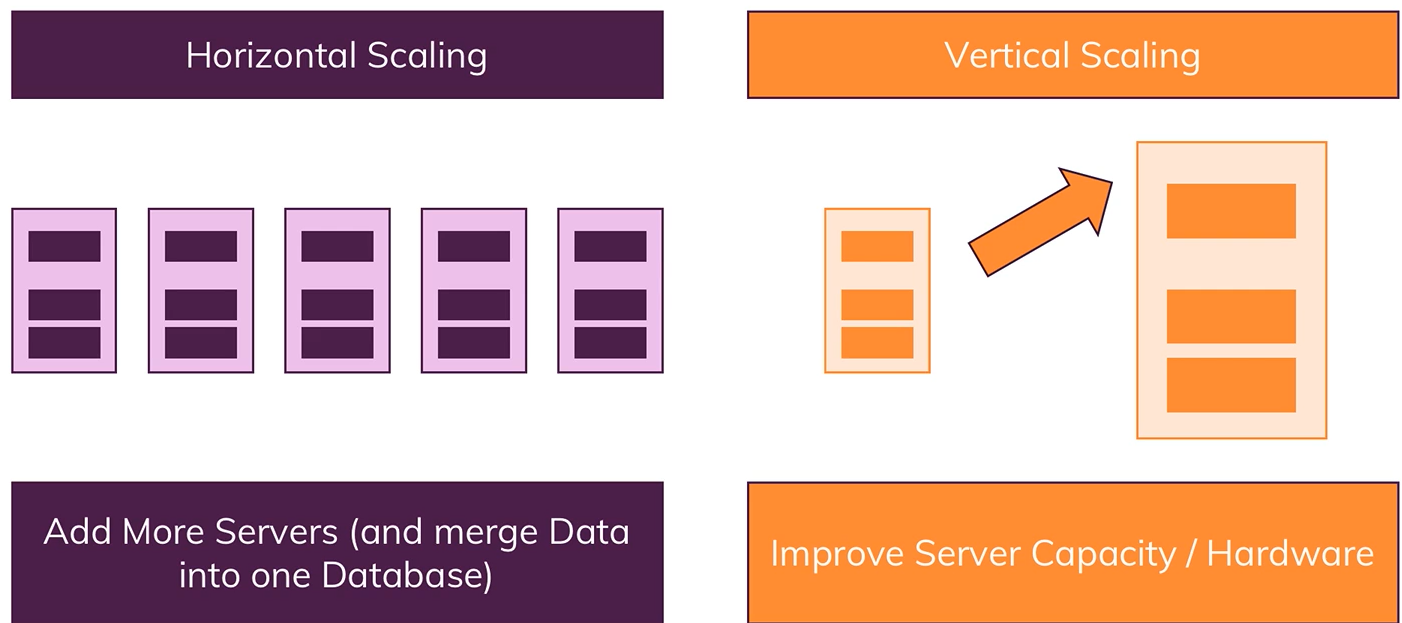 Horizontal Scaling
Vertical Scaling
Add More Servers (and merge Data
into one Database)
Improve Server Capacity / Hardware